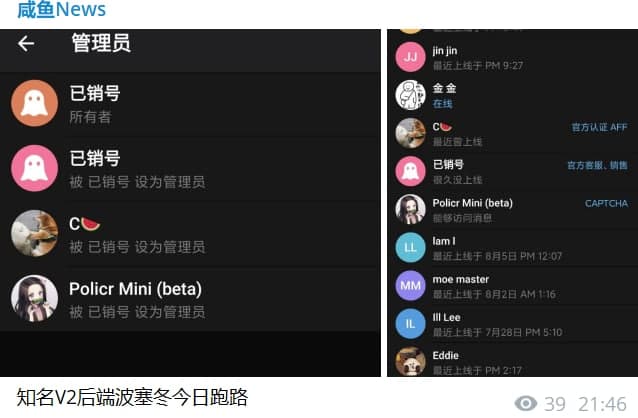 咸鱼News
管理员
已销号
所有者
已销号
被 已销号 设为管理员
C🍉
被 已销号 设为管理员
Policr Mini (beta)
被 已销号 设为管理员
JJ
jin jin
最近上线于 PM 9:27
金 金
在线
C🍉
官方认证 AFF
最近曾上线
已销号
官方客服、销售
很久没上线
Policr Mini (beta)
CAPTCHA
能够访问消息
LL
lam l
最近上线于 8月5日 PM 12:07
MM
moe master
最近上线于 8月2日 AM 1:16
IL
Ill Lee
最近上线于 7月28日 PM 5:10
Eddie
最近上线于 PM 2:17
知名V2后端波塞冬今日跑路
39 21:46